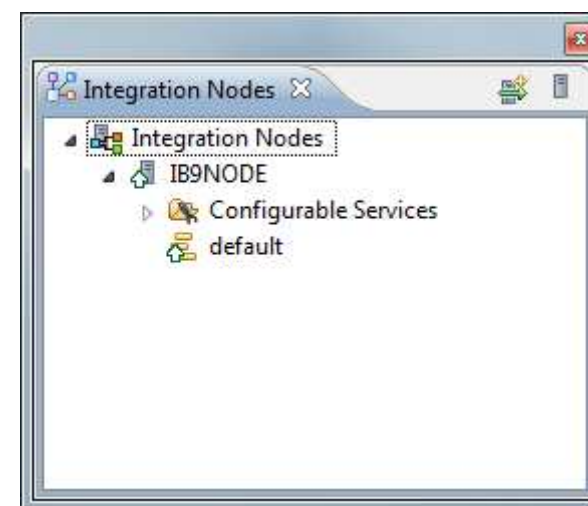 Integration Nodes
Integration Nodes
IB9NODE
Configurable Services
default